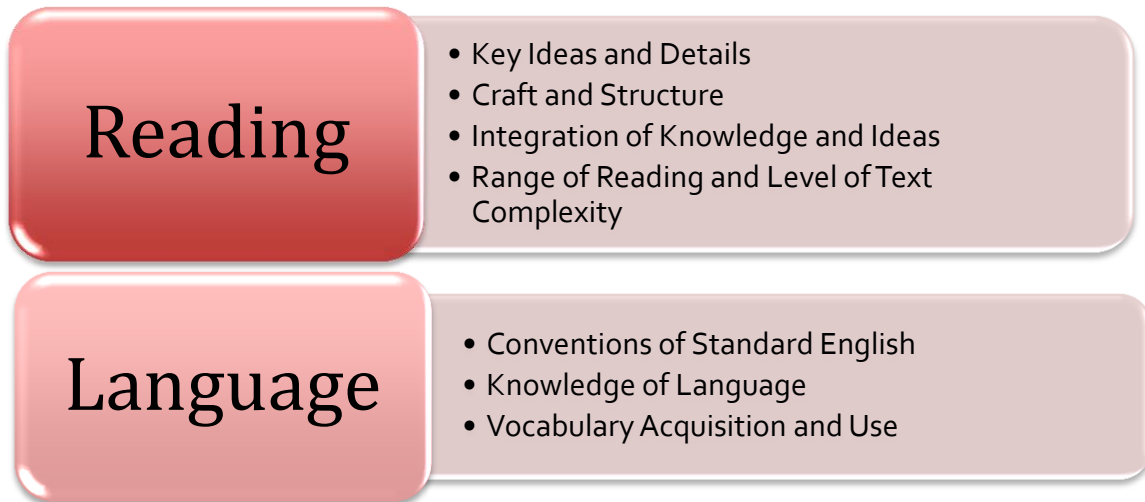 Reading
• Key Ideas and Details
• Craft and Structure
• Integration of Knowledge and Ideas
• Range of Reading and Level of Text
Complexity
Language
• Conventions of Standard English
• Knowledge of Language
• Vocabulary Acquisition and Use